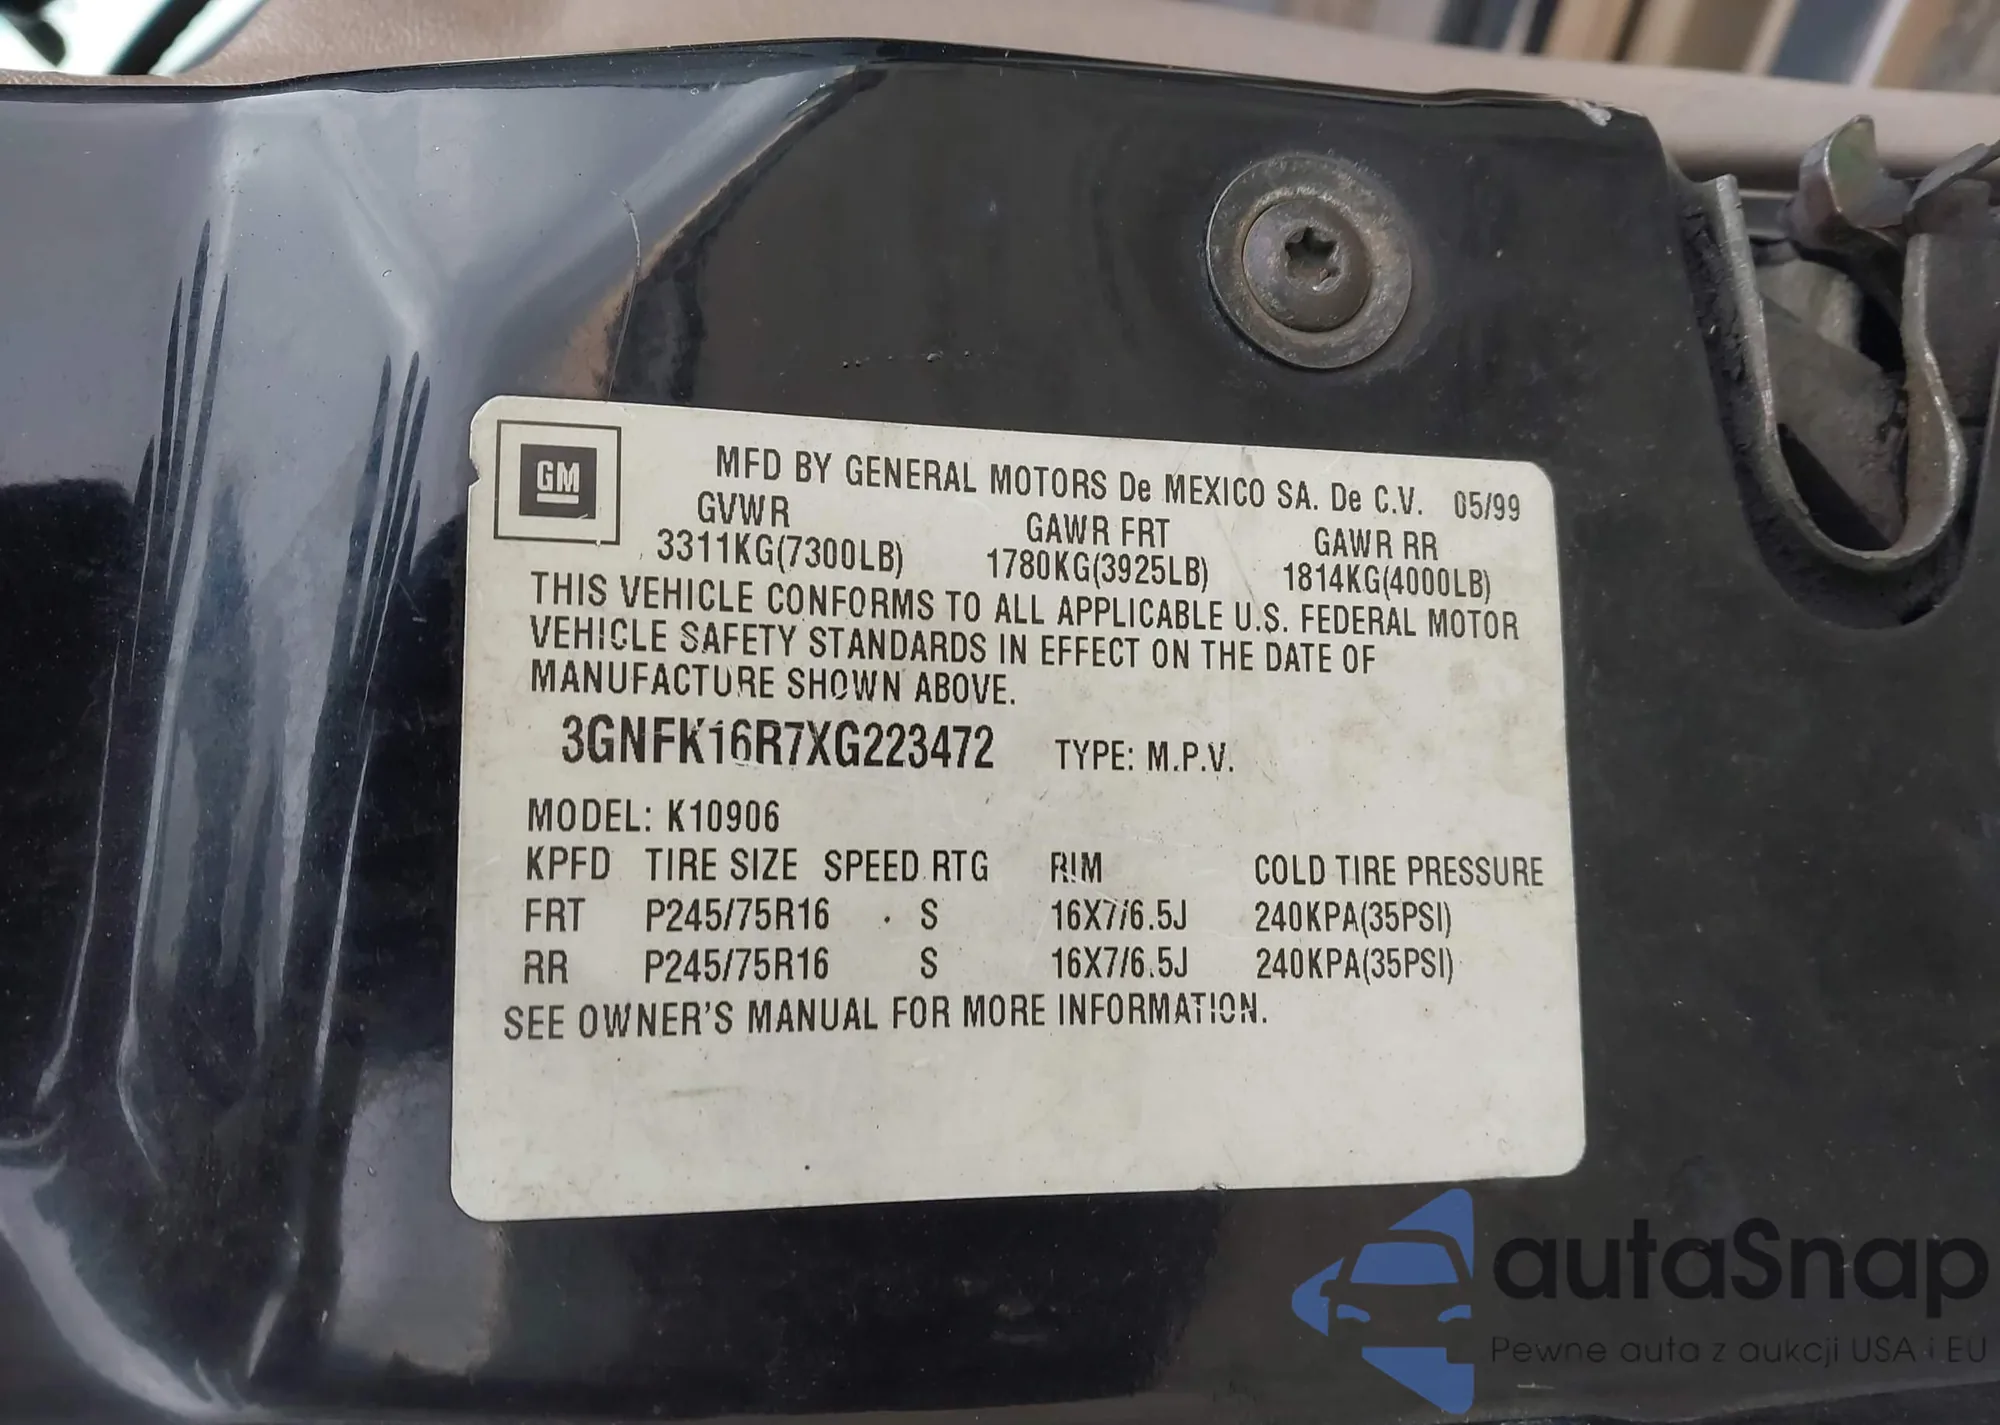 GM
MFD BY GENERAL MOTORS De MEXICO SA. De C.V. 05/99
GVWR GAWR FRT GAWR RR
3311KG(7300LB) 1780KG(3925LB) 1814KG(4000LB)
THIS VEHICLE CONFORMS TO ALL APPLICABLE U.S. FEDERAL MOTOR
VEHICLE SAFETY STANDARDS IN EFFECT ON THE DATE OF
MANUFACTURE SHOWN ABOVE.
3GNFK16R7XG223472 TYPE: M.P.V.
MODEL: K10906
KPFD TIRE SIZE SPEED RTG RIM COLD TIRE PRESSURE
FRT P245/75R16 S 16X7/6.5J 240KPA(35PSI)
RR P245/75R16 S 16X7/6.5J 240KPA(35PSI)
SEE OWNER'S MANUAL FOR MORE INFORMATION.
autaSnap
Pewne auta z aukcji USA i EU